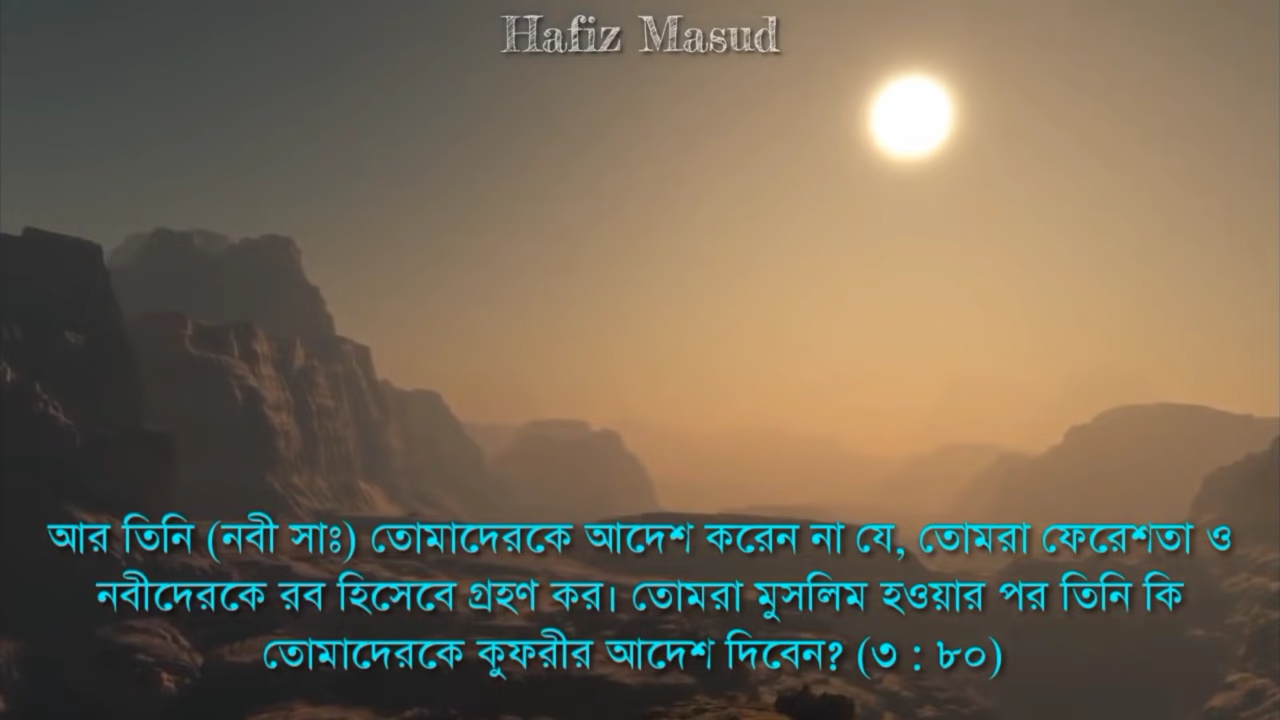 Hafiz Masud
আর তিনি (নবী সাঃ) তোমাদেরকে আদেশ করেন না যে, তোমরা ফেরেশতা ও
নবীদেরকে রব হিসেবে গ্রহণ কর। তোমরা মুসলিম হওয়ার পর তিনি কি
তোমাদেরকে কুফরীর আদেশ দিবেন? (৩ : ৮০)